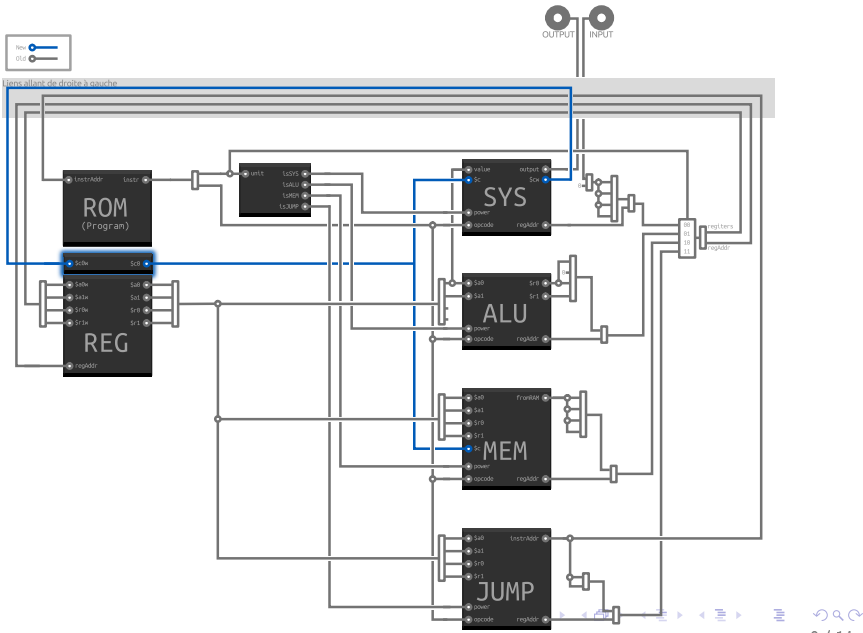 OUTPUT INPUT
New
Old
Liens allant de droite à gauche
instrAddr instr
ROM
(Program)
unit isSYS
isALU
isMEM
isJUMP
value output
$c $cw
SYS
power
opcode regAddr
0
00
01
10
11
regiters
regAddr
$c0w $c0
$a0w $a0
$a1w $a1
$r0w $r0
$r1w $r1
REG
regAddr
$a0 $r0
$a1 $r1
ALU
power
opcode regAddr
0
$a0 fromRAM
$a1
$r0
$r1
$c
MEM
power
opcode regAddr
$a0 instrAddr
$a1
$r0
$r1
JUMP
power
opcode regAddr